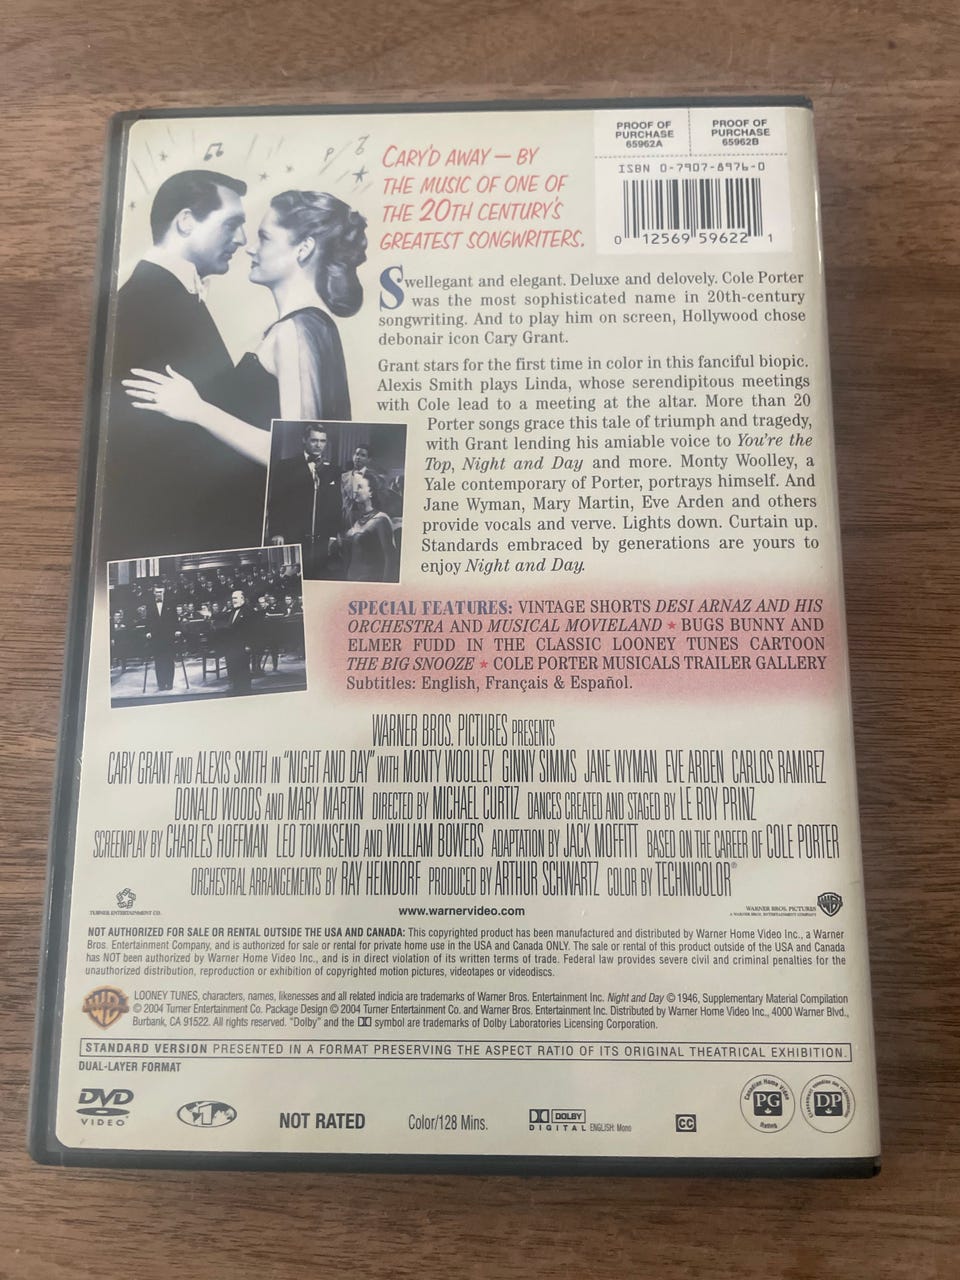 PROOF OF
PURCHASE
65962A
PROOF OF
PURCHASE
65962B
ISBN 0-7907-8976-0
0 12569 59622 1
CARY'D AWAY — BY
THE MUSIC OF ONE OF
THE 20TH CENTURY'S
GREATEST SONGWRITERS.
Swellegant and elegant. Deluxe and delovely. Cole Porter
was the most sophisticated name in 20th-century
songwriting. And to play him on screen, Hollywood chose
debonair icon Cary Grant.
Grant stars for the first time in color in this fanciful biopic.
Alexis Smith plays Linda, whose serendipitous meetings
with Cole lead to a meeting at the altar. More than 20
Porter songs grace this tale of triumph and tragedy,
with Grant lending his amiable voice to You're the
Top, Night and Day and more. Monty Woolley, a
Yale contemporary of Porter, portrays himself. And
Jane Wyman, Mary Martin, Eve Arden and others
provide vocals and verve. Lights down. Curtain up.
Standards embraced by generations are yours to
enjoy Night and Day.
SPECIAL FEATURES: VINTAGE SHORTS DESI ARNAZ AND HIS
ORCHESTRA AND MUSICAL MOVIELAND ★ BUGS BUNNY AND
ELMER FUDD IN THE CLASSIC LOONEY TUNES CARTOON
THE BIG SNOOZE ★ COLE PORTER MUSICALS TRAILER GALLERY
Subtitles: English, Français & Español.
WARNER BROS. PICTURES PRESENTS
CARY GRANT AND ALEXIS SMITH IN "NIGHT AND DAY" WITH MONTY WOOLLEY GINNY SIMMS JANE WYMAN EVE ARDEN CARLOS RAMIREZ
DONALD WOODS AND MARY MARTIN DIRECTED BY MICHAEL CURTIZ DANCES CREATED AND STAGED BY LE ROY PRINZ
SCREENPLAY BY CHARLES HOFFMAN LEO TOWNSEND AND WILLIAM BOWERS ADAPTATION BY JACK MOFFITT BASED ON THE CAREER OF COLE PORTER
ORCHESTRAL ARRANGEMENTS BY RAY HEINDORF PRODUCED BY ARTHUR SCHWARTZ COLOR BY TECHNICOLOR®
TURNER ENTERTAINMENT CO.
www.warnervideo.com
WARNER BROS. PICTURES
A WARNER BROS. ENTERTAINMENT COMPANY
NOT AUTHORIZED FOR SALE OR RENTAL OUTSIDE THE USA AND CANADA: This copyrighted product has been manufactured and distributed by Warner Home Video Inc., a Warner
Bros. Entertainment Company, and is authorized for sale or rental for private home use in the USA and Canada ONLY. The sale or rental of this product outside of the USA and Canada
has NOT been authorized by Warner Home Video Inc., and is in direct violation of its written terms of trade. Federal law provides severe civil and criminal penalties for the
unauthorized distribution, reproduction or exhibition of copyrighted motion pictures, videotapes or videodiscs.
LOONEY TUNES, characters, names, likenesses and all related indicia are trademarks of Warner Bros. Entertainment Inc. Night and Day © 1946, Supplementary Material Compilation
© 2004 Turner Entertainment Co. Package Design © 2004 Turner Entertainment Co. and Warner Bros. Entertainment Inc. Distributed by Warner Home Video Inc., 4000 Warner Blvd.,
Burbank, CA 91522. All rights reserved. "Dolby" and the DD symbol are trademarks of Dolby Laboratories Licensing Corporation.
STANDARD VERSION PRESENTED IN A FORMAT PRESERVING THE ASPECT RATIO OF ITS ORIGINAL THEATRICAL EXHIBITION.
DUAL-LAYER FORMAT
DVD
VIDEO
1
NOT RATED
Color/128 Mins.
DOLBY
DIGITAL ENGLISH: Mono
CC
Canadian Home Video
PG
Rating
DP